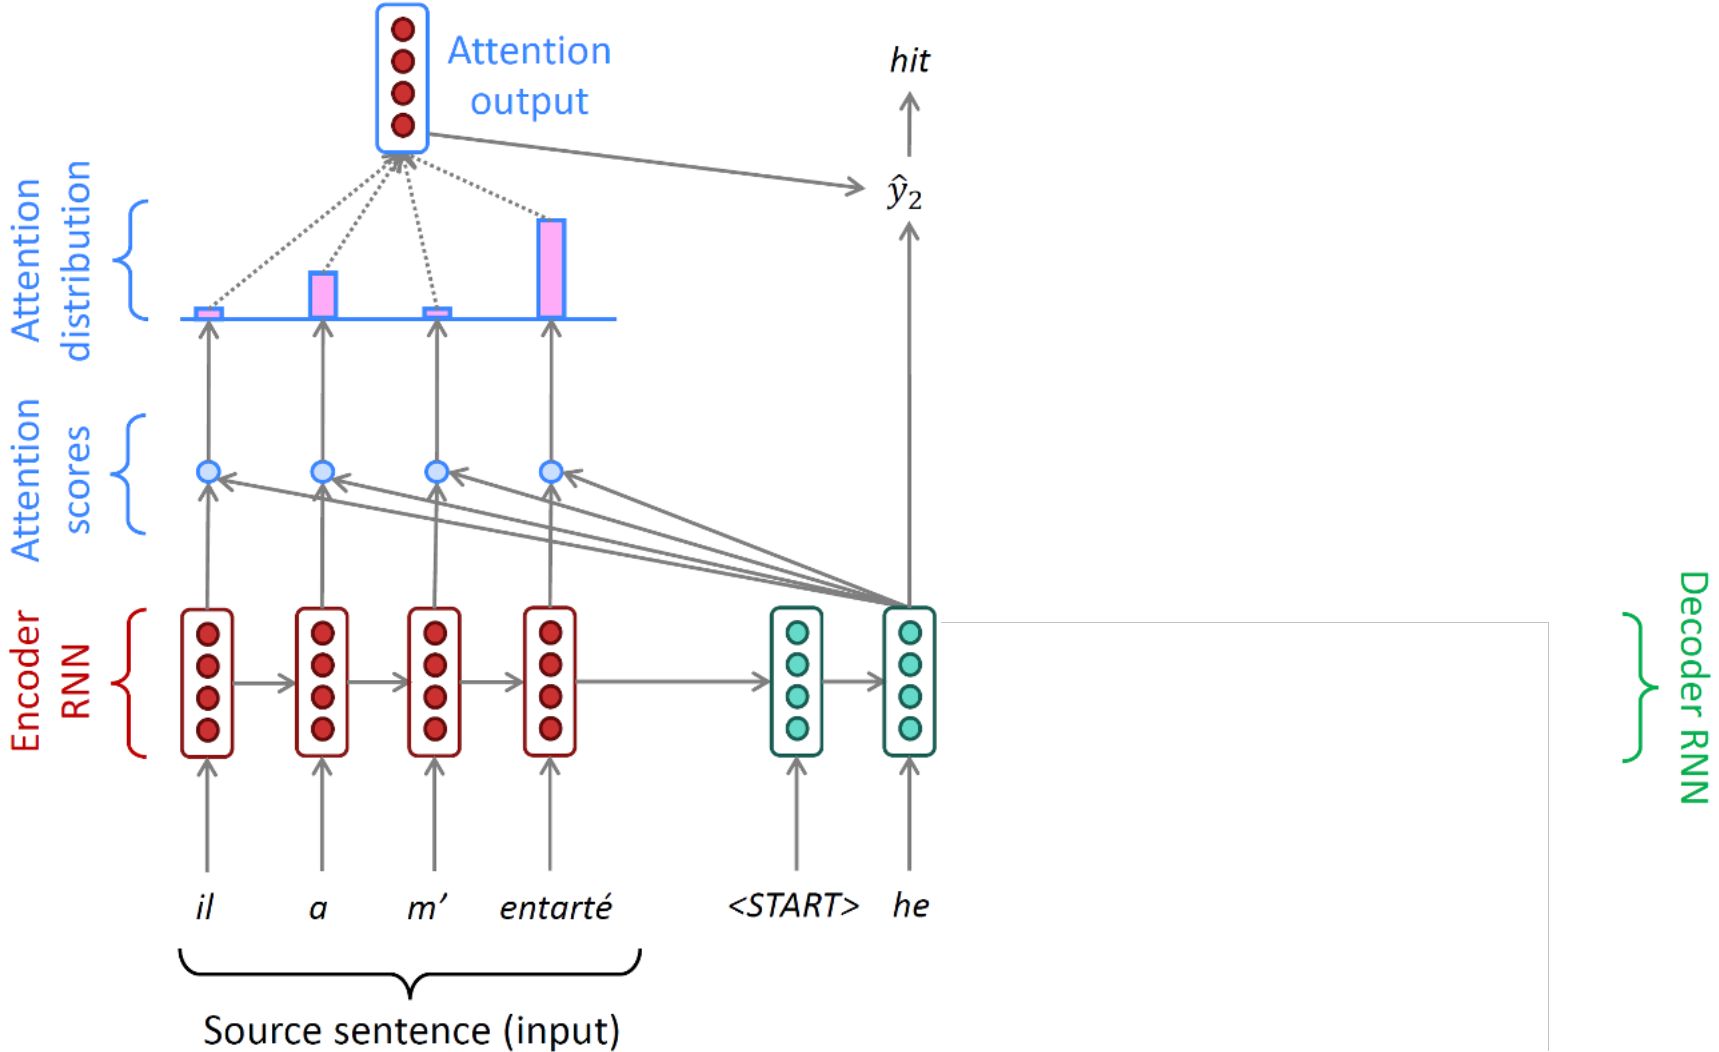 Attention
output
hit
ŷ₂
Attention
distribution
Attention
scores
Encoder
RNN
Decoder RNN
il a m’ entarté <START> he
Source sentence (input)